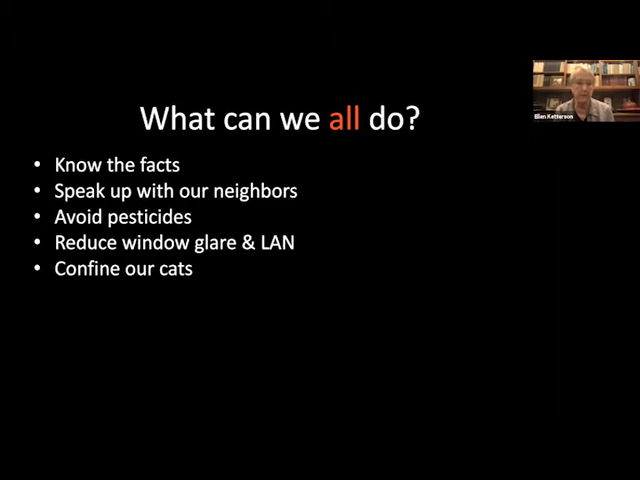 What can we all do?
• Know the facts
• Speak up with our neighbors
• Avoid pesticides
• Reduce window glare & LAN
• Confine our cats
Ellen Ketterson